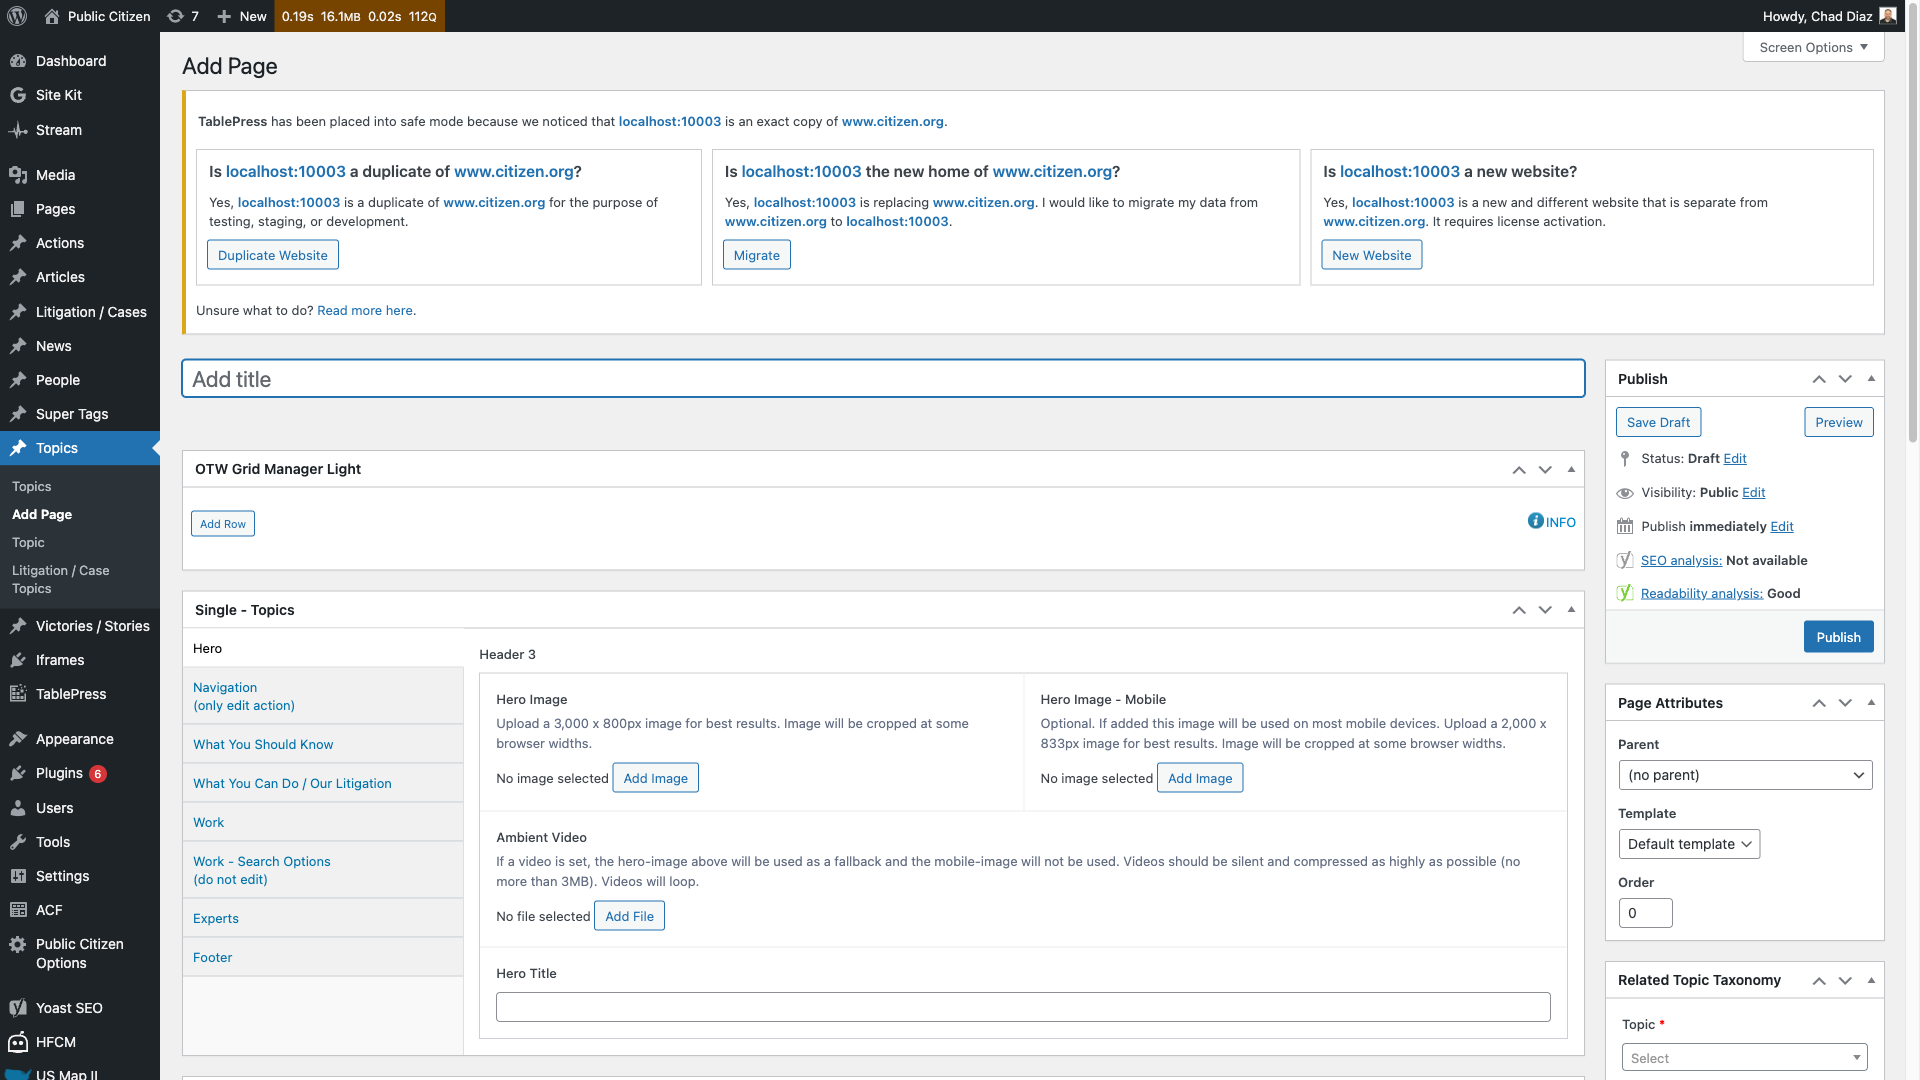 Public Citizen
7
New
0.19s 16.1MB 0.02s 112Q
Howdy, Chad Diaz
Screen Options
Dashboard
Site Kit
Stream
Media
Pages
Actions
Articles
Litigation / Cases
News
People
Super Tags
Topics
Topics
Add Page
Topic
Litigation / Case
Topics
Victories / Stories
Iframes
TablePress
Appearance
Plugins 6
Users
Tools
Settings
ACF
Public Citizen
Options
Yoast SEO
HFCM
US Map II
Add Page
TablePress has been placed into safe mode because we noticed that localhost:10003 is an exact copy of www.citizen.org.
Is localhost:10003 a duplicate of www.citizen.org?
Yes, localhost:10003 is a duplicate of www.citizen.org for the purpose of
testing, staging, or development.
Duplicate Website
Is localhost:10003 the new home of www.citizen.org?
Yes, localhost:10003 is replacing www.citizen.org. I would like to migrate my data from
www.citizen.org to localhost:10003.
Migrate
Is localhost:10003 a new website?
Yes, localhost:10003 is a new and different website that is separate from
www.citizen.org. It requires license activation.
New Website
Unsure what to do? Read more here.
Add title
OTW Grid Manager Light
Add Row
INFO
Single - Topics
Hero
Navigation
(only edit action)
What You Should Know
What You Can Do / Our Litigation
Work
Work - Search Options
(do not edit)
Experts
Footer
Header 3
Hero Image
Upload a 3,000 x 800px image for best results. Image will be cropped at some
browser widths.
No image selected Add Image
Hero Image - Mobile
Optional. If added this image will be used on most mobile devices. Upload a 2,000 x
833px image for best results. Image will be cropped at some browser widths.
No image selected Add Image
Ambient Video
If a video is set, the hero-image above will be used as a fallback and the mobile-image will not be used. Videos should be silent and compressed as highly as possible (no
more than 3MB). Videos will loop.
No file selected Add File
Hero Title
Publish
Save Draft
Preview
Status: Draft Edit
Visibility: Public Edit
Publish immediately Edit
SEO analysis: Not available
Readability analysis: Good
Publish
Page Attributes
Parent
(no parent)
Template
Default template
Order
0
Related Topic Taxonomy
Topic *
Select